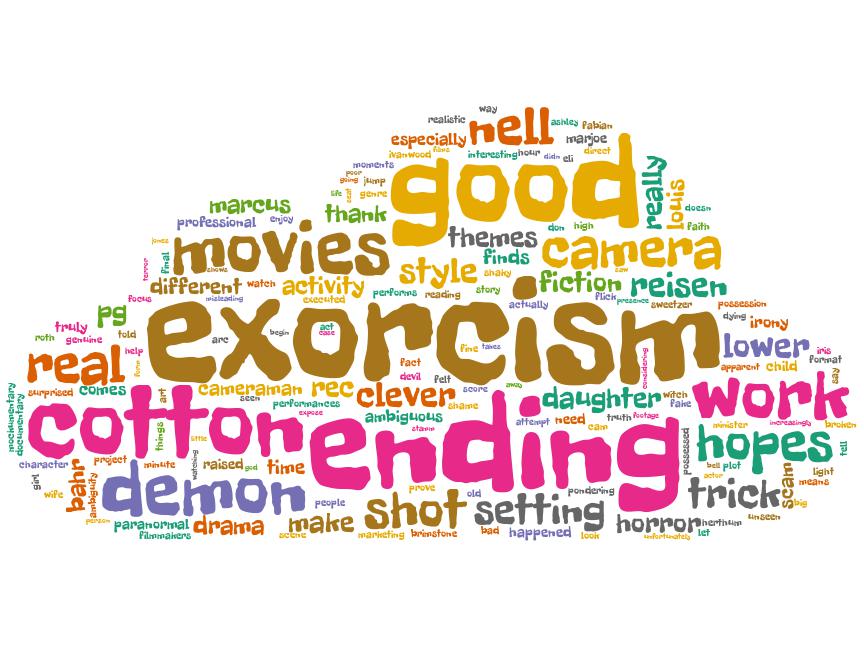 way
realistic
nell
ashley
fabian
especially
marjoe
ivanwood
films
interesting
hour
didn
eli
direct
moments
good
really
louis
poor
going
jump
life
genre
marcus
thank
professional
enjoy
don
high
doesn
faith
jones
movies
themes
camera
shows
final
terror
finds
saw
style
shaky
different
watch
activity
fiction
reisen
focus
misleading
executed
performs
reading
story
actually
flick
presence
sweetzer
possession
pg
truly
roth
genuine
told
arc
begin
act
case
exorcism
dying
irony
fine
takes
lower
iris
format
real
help
fact
devil
felt
considering
apparent
child
say
surprised
comes
cameraman
rec
clever
score
away
daughter
witch
fake
work
mockumentary
documentary
art
seen
performances
expose
ambiguous
shame
stamm
attempt
need
cam
truth
footage
minister
increasingly
broken
cotton
things
little
ending
possessed
hopes
tell
character
project
minute
watching
raised
god
time
bell
plot
actor
scam
light
means
girl
wife
bahr
ambiguity
demon
people
prove
old
pondering
trick
big
person
paranormal
filmmakers
drama
scene
make
shot
setting
horror
herthum
unseen
marketing
brimstone
bad
happened
look
unfortunately
let